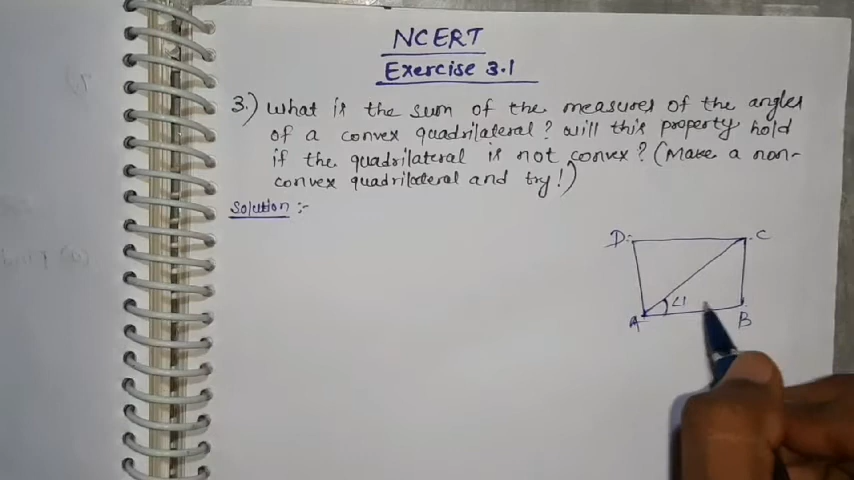 NCERT
Exercise 3.1
3.) What is the sum of the measures of the angles
of a convex quadrilateral? will this property hold
if the quadrilateral is not convex? (Make a non-
convex quadrilateral and try!)
Solution :-
D C
∠1
A B